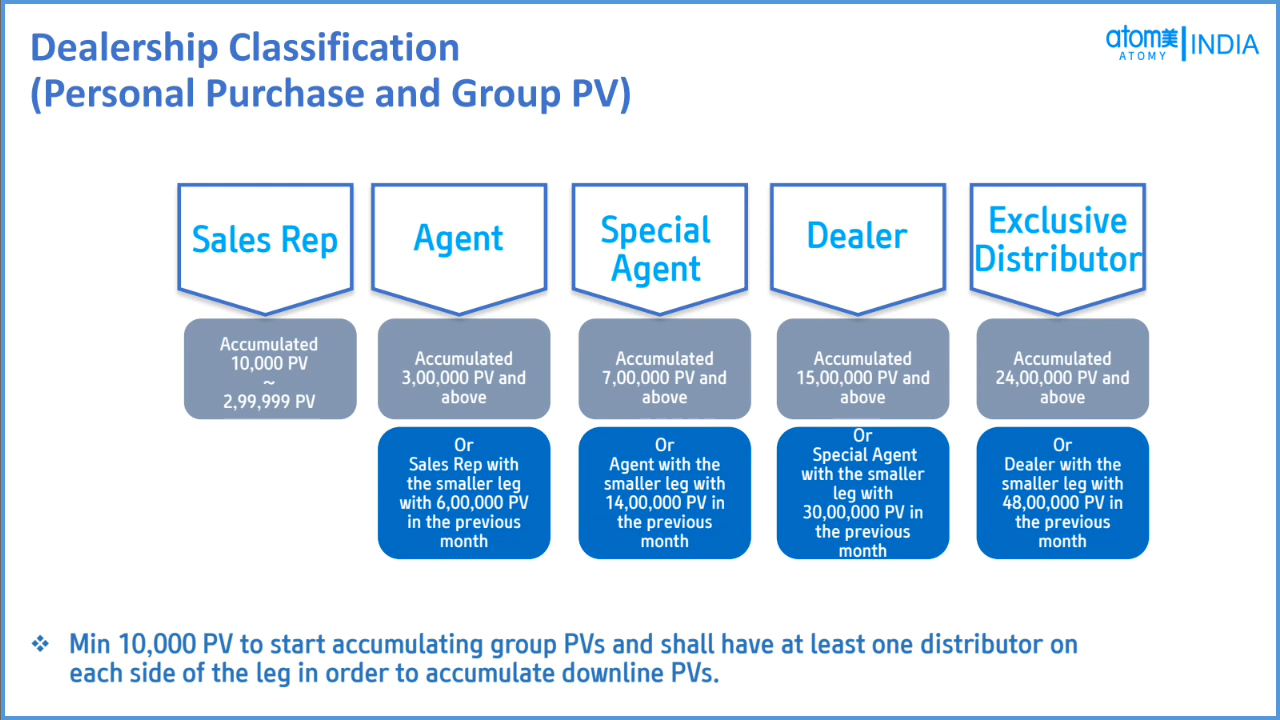 Dealership Classification
(Personal Purchase and Group PV)
atom美
ATOMY
INDIA
Sales Rep
Agent
Special
Agent
Dealer
Exclusive
Distributor
Accumulated
10,000 PV
~
2,99,999 PV
Accumulated
3,00,000 PV and
above
Accumulated
7,00,000 PV and
above
Accumulated
15,00,000 PV and
above
Accumulated
24,00,000 PV and
above
Or
Sales Rep with
the smaller leg
with 6,00,000 PV
in the previous
month
Or
Agent with the
smaller leg with
14,00,000 PV in
the previous
month
Or
Special Agent
with the smaller
leg with
30,00,000 PV in
the previous
month
Or
Dealer with the
smaller leg with
48,00,000 PV in
the previous
month
❖ Min 10,000 PV to start accumulating group PVs and shall have at least one distributor on
each side of the leg in order to accumulate downline PVs.